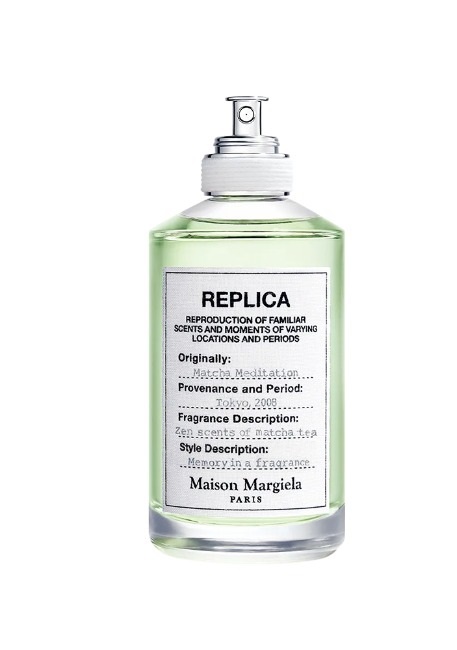 REPLICA
REPRODUCTION OF FAMILIAR
SCENTS AND MOMENTS OF VARYING
LOCATIONS AND PERIODS
Originally:
Matcha Meditation
Provenance and Period:
Tokyo, 2008
Fragrance Description:
Zen scents of matcha tea
Style Description:
Memory in a fragrance
Maison Margiela
PARIS